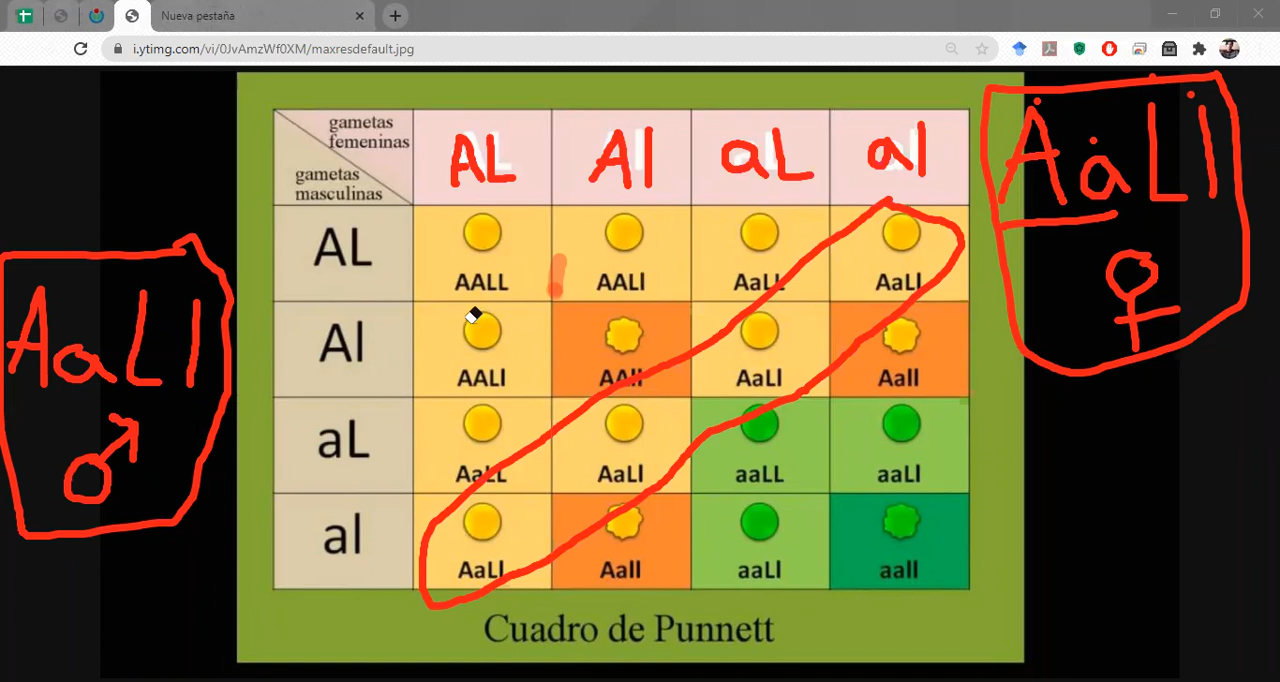 Nueva pestaña
i.ytimg.com/vi/0JvAmzWf0XM/maxresdefault.jpg
gametas
femeninas
gametas
masculinas
AL Al aL al
AaLl
AL
AALL AALl AaLL AaLl
Al
AALl AAll AaLl Aall
AaLl
aL
AaLL AaLl aaLL aaLl
al
AaLl Aall aaLl aall
Cuadro de Punnett